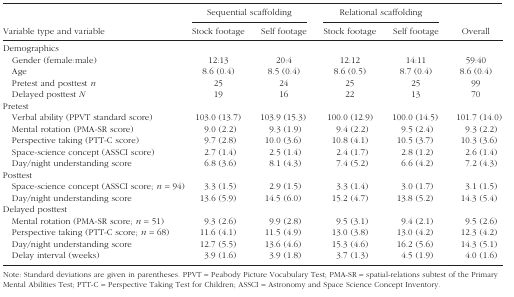 Sequential scaffolding Relational scaffolding
Variable type and variable Stock footage Self footage Stock footage Self footage Overall
Demographics
Gender (female:male) 12:13 20:4 12:12 14:11 59:40
Age 8.6 (0.4) 8.5 (0.4) 8.6 (0.5) 8.7 (0.4) 8.6 (0.4)
Pretest and posttest n 25 24 25 25 99
Delayed posttest N 19 16 22 13 70
Pretest
Verbal ability (PPVT standard score) 103.0 (13.7) 103.9 (15.3) 100.0 (12.9) 100.0 (14.5) 101.7 (14.0)
Mental rotation (PMA-SR score) 9.0 (2.2) 9.3 (1.9) 9.4 (2.2) 9.5 (2.4) 9.3 (2.2)
Perspective taking (PTT-C score) 9.7 (2.8) 10.0 (3.6) 10.8 (4.1) 10.5 (3.7) 10.3 (3.6)
Space-science concept (ASSCI score) 2.7 (1.4) 2.5 (1.4) 2.4 (1.7) 2.8 (1.2) 2.6 (1.4)
Day/night understanding score 6.8 (3.6) 8.1 (4.3) 7.4 (5.2) 6.6 (4.2) 7.2 (4.3)
Posttest
Space-science concept (ASSCI score; n = 94) 3.3 (1.5) 2.9 (1.5) 3.3 (1.4) 3.0 (1.7) 3.1 (1.5)
Day/night understanding score 13.6 (5.9) 14.5 (6.0) 15.2 (4.7) 13.8 (5.2) 14.3 (5.4)
Delayed posttest
Mental rotation (PMA-SR score; n = 51) 9.3 (2.6) 9.9 (2.8) 9.5 (3.1) 9.4 (2.1) 9.5 (2.6)
Perspective taking (PTT-C score; n = 68) 11.6 (4.1) 11.5 (4.9) 13.0 (3.8) 13.0 (4.2) 12.3 (4.2)
Day/night understanding score 12.7 (5.5) 13.6 (4.6) 15.3 (4.6) 16.2 (5.6) 14.3 (5.1)
Delay interval (weeks) 3.9 (1.6) 3.9 (1.8) 3.7 (1.3) 4.5 (1.9) 4.0 (1.6)
Note: Standard deviations are given in parentheses. PPVT = Peabody Picture Vocabulary Test; PMA-SR = spatial-relations subtest of the Primary
Mental Abilities Test; PTT-C = Perspective Taking Test for Children; ASSCI = Astronomy and Space Science Concept Inventory.